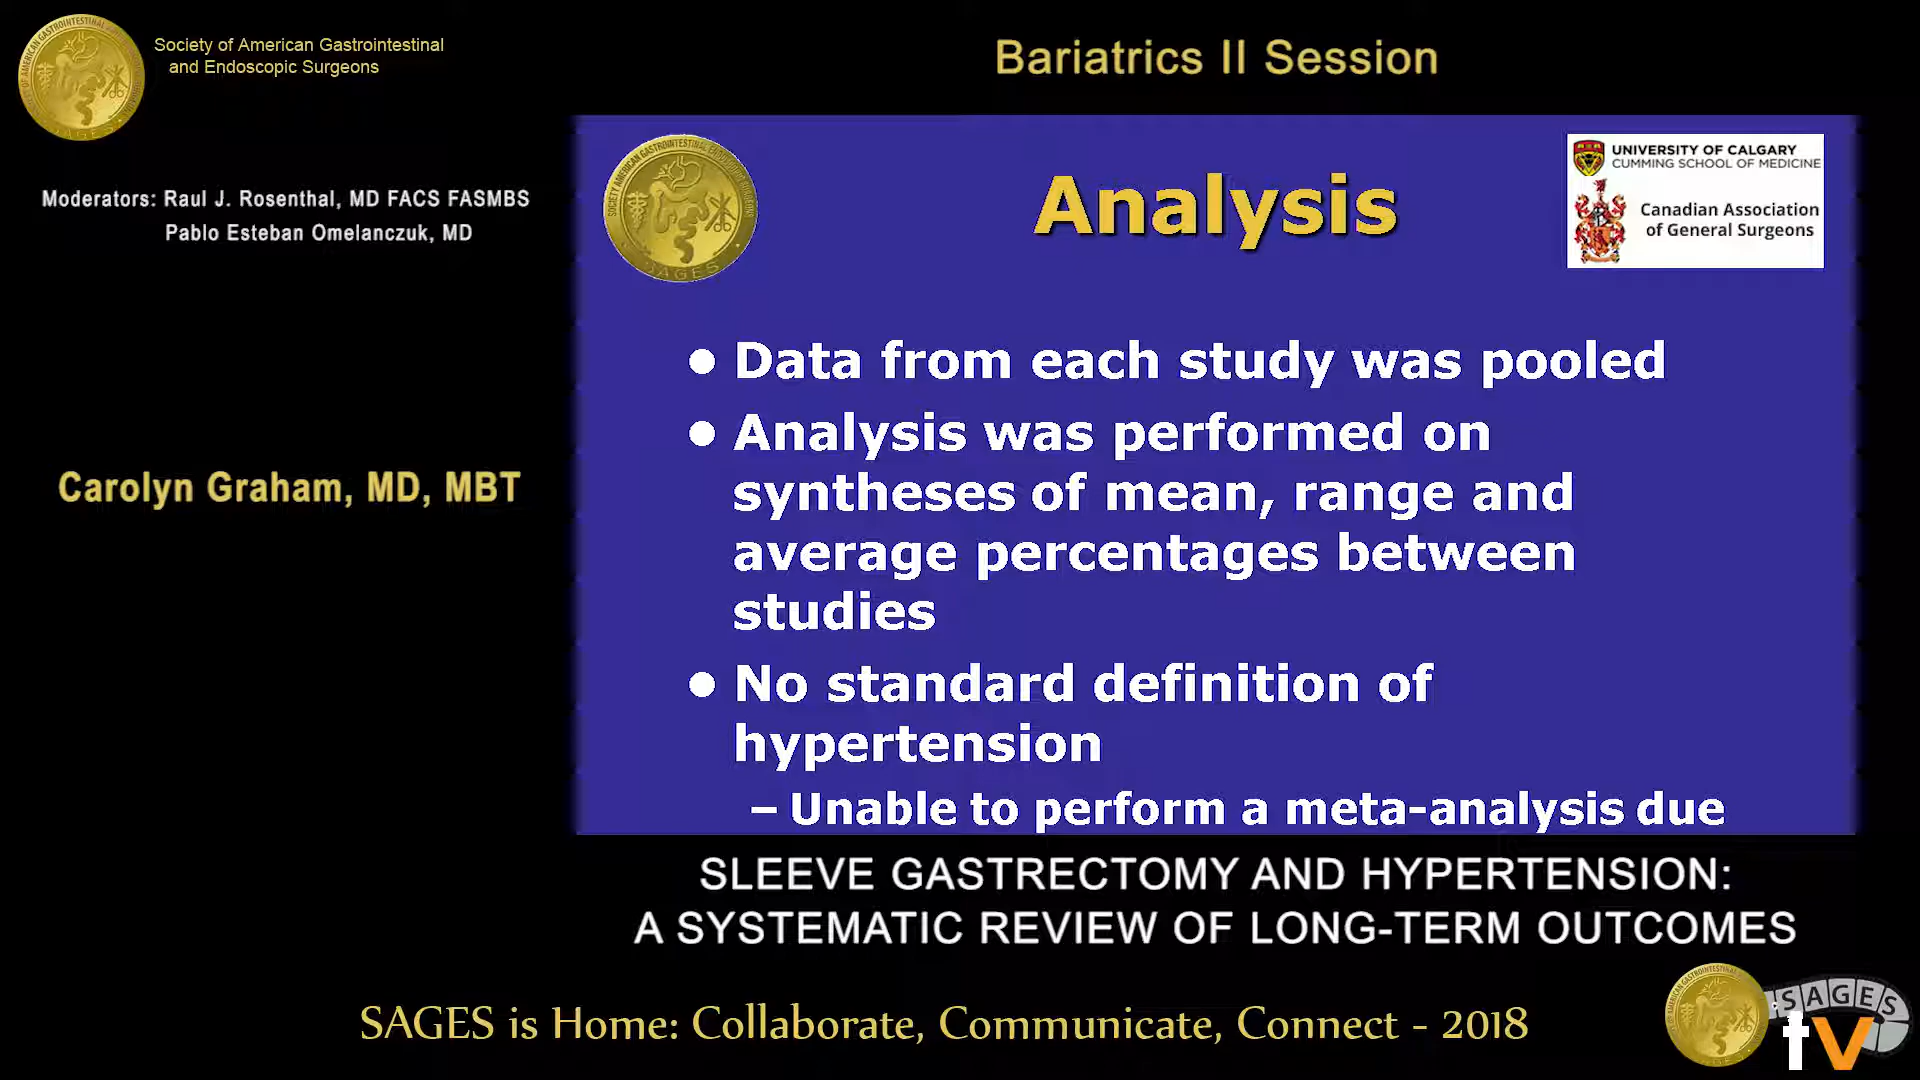 Society of American Gastrointestinal
and Endoscopic Surgeons
Bariatrics II Session
Moderators: Raul J. Rosenthal, MD FACS FASMBS
Pablo Esteban Omelanczuk, MD
Carolyn Graham, MD, MBT
Analysis
UNIVERSITY OF CALGARY
CUMMING SCHOOL OF MEDICINE
Canadian Association
of General Surgeons
• Data from each study was pooled
• Analysis was performed on
syntheses of mean, range and
average percentages between
studies
• No standard definition of
hypertension
– Unable to perform a meta-analysis due
SAGES
SLEEVE GASTRECTOMY AND HYPERTENSION:
A SYSTEMATIC REVIEW OF LONG-TERM OUTCOMES
SAGES is Home: Collaborate, Communicate, Connect - 2018
SAGES
tv